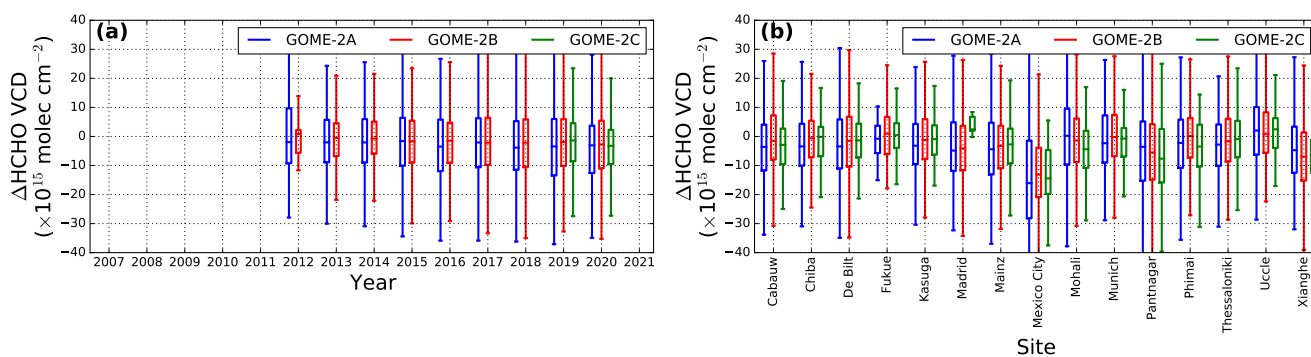 (a)
GOME-2A GOME-2B GOME-2C
40
30
20
10
0
−10
−20
−30
−40
ΔHCHO VCD
(×10¹⁵ molec cm⁻²)
2007 2008 2009 2010 2011 2012 2013 2014 2015 2016 2017 2018 2019 2020 2021
Year
(b)
GOME-2A GOME-2B GOME-2C
40
30
20
10
0
−10
−20
−30
−40
ΔHCHO VCD
(×10¹⁵ molec cm⁻²)
Cabauw
Chiba
De Bilt
Fukue
Kasuga
Madrid
Mainz
Mexico City
Mohali
Munich
Pantnagar
Phimai
Thessaloniki
Uccle
Xianghe
Site